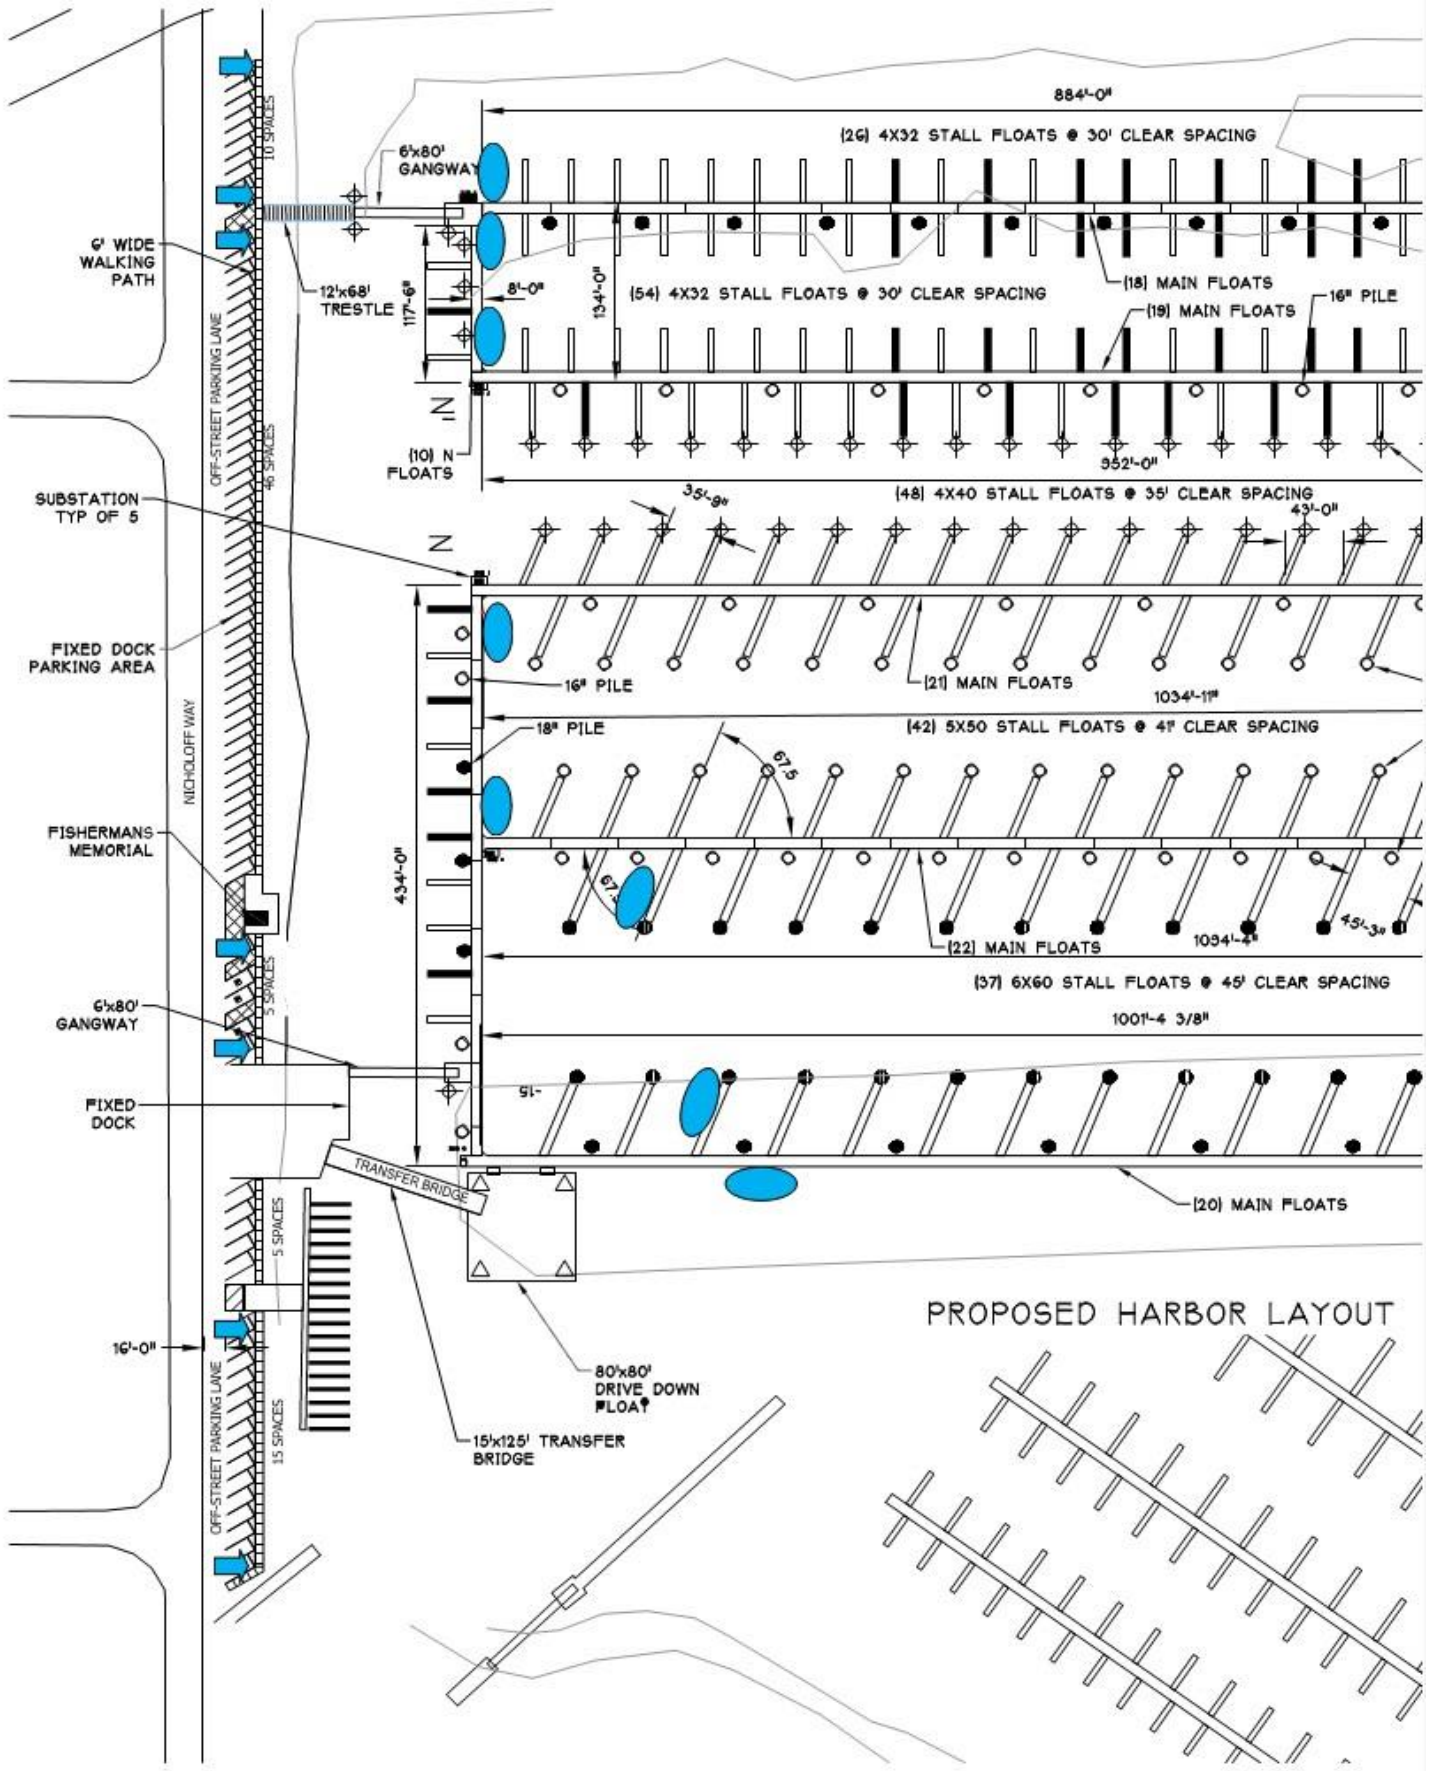 884'-0"
(26) 4X32 STALL FLOATS @ 30' CLEAR SPACING
10 SPACES
6'x80'
GANGWAY
6' WIDE
WALKING
PATH
12'x68'
TRESTLE
117'-6"
8'-0"
134'-0"
(54) 4X32 STALL FLOATS @ 30' CLEAR SPACING
(18) MAIN FLOATS
(19) MAIN FLOATS
16" PILE
OFF-STREET PARKING LANE
46 SPACES
(10) N
FLOATS
N
952'-0"
(48) 4X40 STALL FLOATS @ 35' CLEAR SPACING
SUBSTATION
TYP OF 5
35'-9"
43'-0"
N
FIXED DOCK
PARKING AREA
16" PILE
(21) MAIN FLOATS
1034'-11"
18" PILE
(42) 5X50 STALL FLOATS @ 41' CLEAR SPACING
NICHOLOFF WAY
67.5
FISHERMANS
MEMORIAL
434'-0"
67.5
45'-3"
(22) MAIN FLOATS
1094'-4"
5 SPACES
(37) 6X60 STALL FLOATS @ 45' CLEAR SPACING
6'x80'
GANGWAY
1001'-4 3/8"
-15
FIXED
DOCK
TRANSFER BRIDGE
(20) MAIN FLOATS
5 SPACES
PROPOSED HARBOR LAYOUT
16'-0"
80'x80'
DRIVE DOWN
FLOAT
OFF-STREET PARKING LANE
15 SPACES
15'x125' TRANSFER
BRIDGE